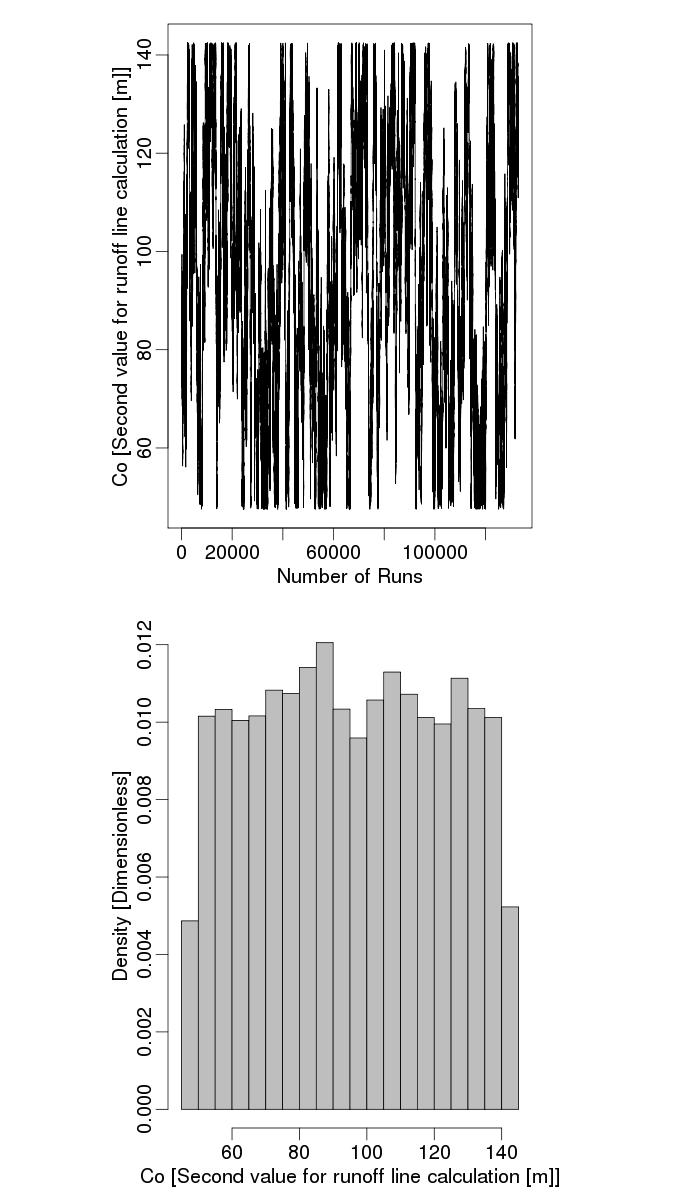 Co [Second value for runoff line calculation [m]]
140
120
100
80
60
0 20000 60000 100000
Number of Runs
Density [Dimensionless]
0.012
0.010
0.008
0.006
0.004
0.002
0.000
60 80 100 120 140
Co [Second value for runoff line calculation [m]]